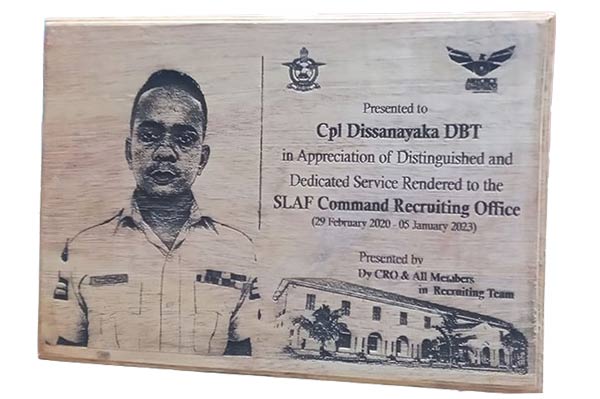 Presented to
Cpl Dissanayaka DBT
in Appreciation of Distinguished and
Dedicated Service Rendered to the
SLAF Command Recruiting Office
(29 February 2020 - 05 January 2023)
Presented by
Dy CRO & All Members
in Recruiting Team